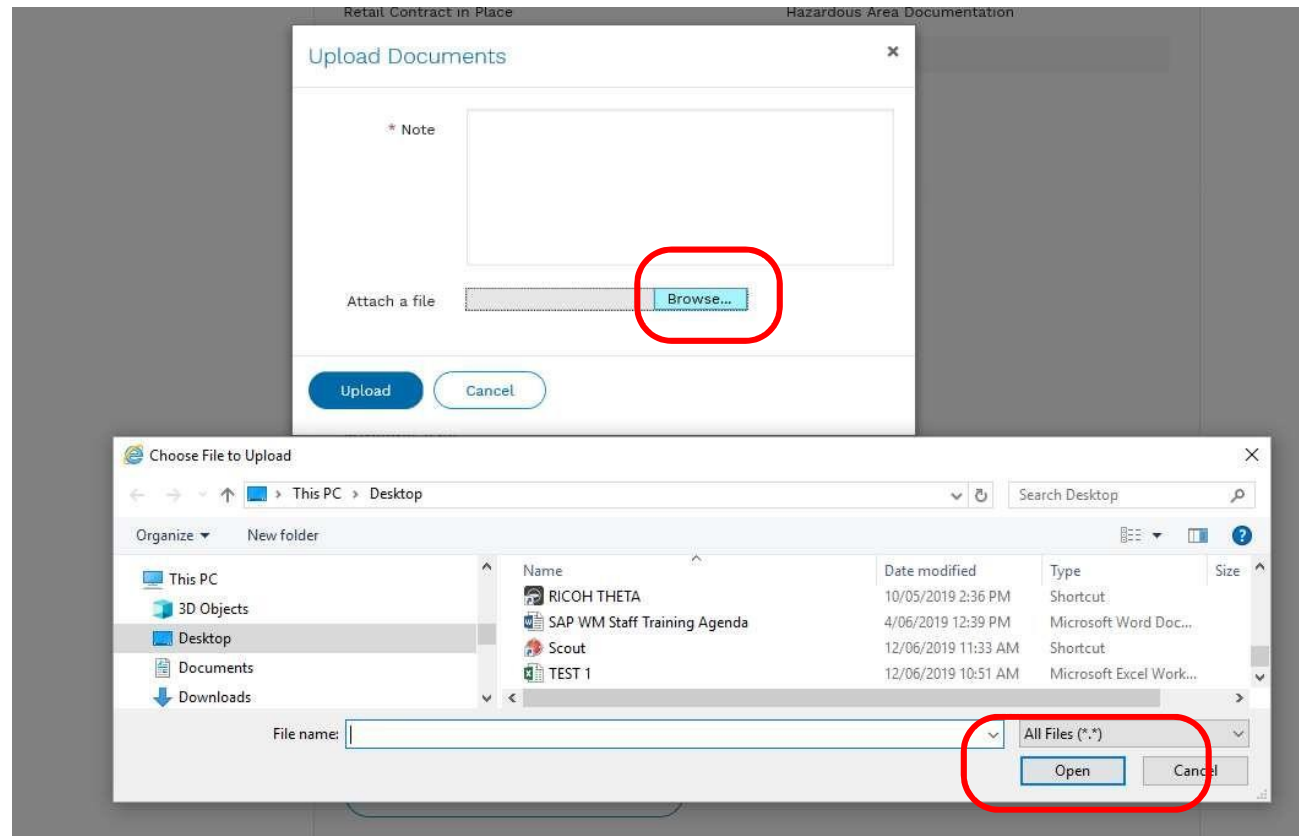 Retail Contract in Place Hazardous Area Documentation
Upload Documents ×
* Note
Attach a file Browse...
Upload Cancel
Choose File to Upload
This PC > Desktop Search Desktop
Organize New folder
Name Date modified Type Size
This PC
3D Objects
Desktop
Documents
Downloads
RICOH THETA 10/05/2019 2:36 PM Shortcut
SAP WM Staff Training Agenda 4/06/2019 12:39 PM Microsoft Word Doc...
Scout 12/06/2019 11:33 AM Shortcut
TEST 1 12/06/2019 10:51 AM Microsoft Excel Work...
File name: All Files (*.*)
Open Cancel